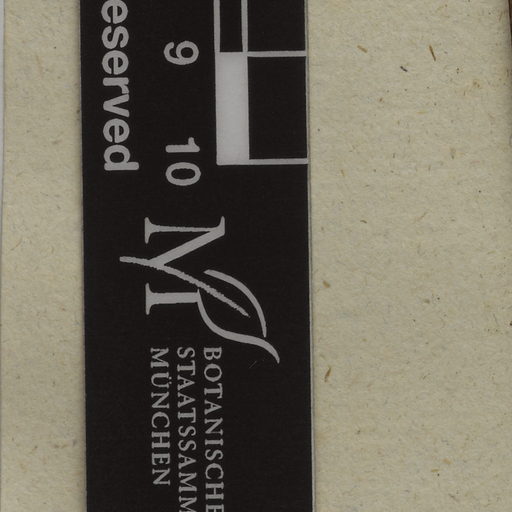 eserved
9 10
M
BOTANISCHE
STAATSSAMM
MÜNCHEN